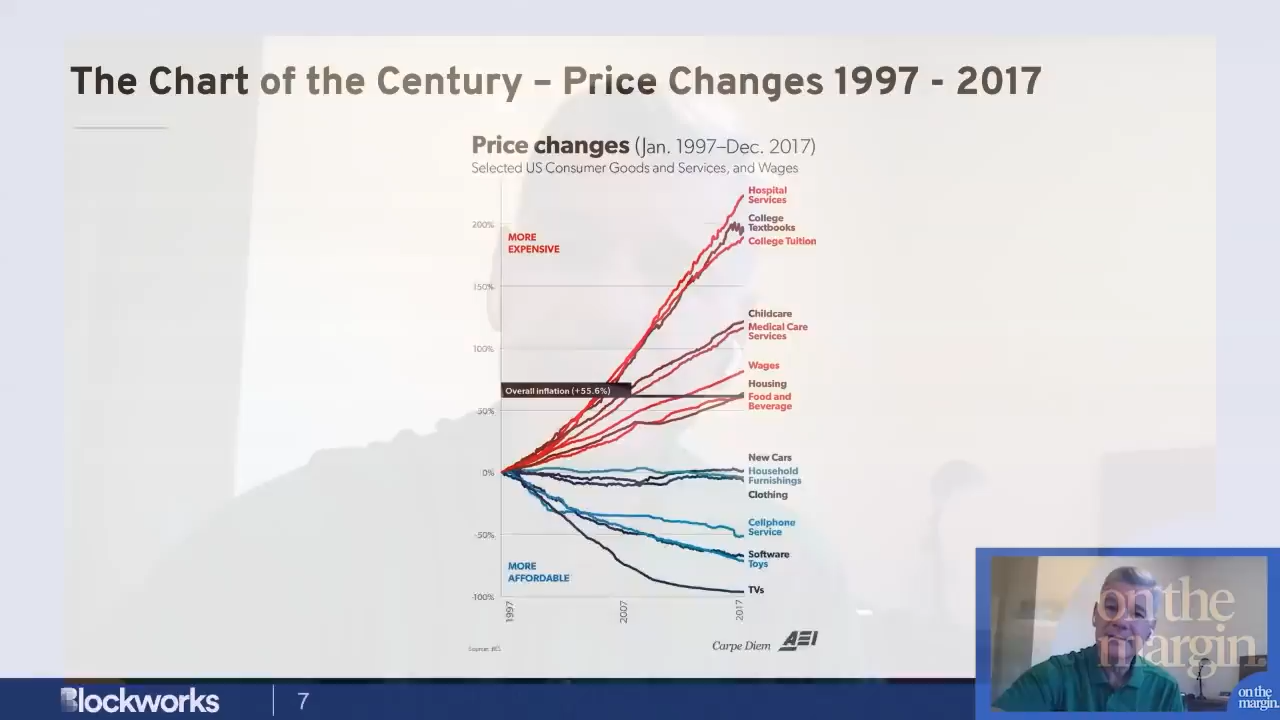 The Chart of the Century – Price Changes 1997 - 2017
Price changes (Jan. 1997–Dec. 2017)
Selected US Consumer Goods and Services, and Wages
Hospital
Services
200%
College
Textbooks
MORE
EXPENSIVE
College Tuition
150%
Childcare
Medical Care
Services
100%
Wages
Overall inflation (+55.6%)
Housing
Food and
Beverage
50%
New Cars
0%
Household
Furnishings
Clothing
Cellphone
Service
-50%
Software
Toys
MORE
AFFORDABLE
TVs
-100%
1997
2007
2017
Source: BLS
Carpe Diem AEI
on the
margin.
on the
margin.
Blockworks
7